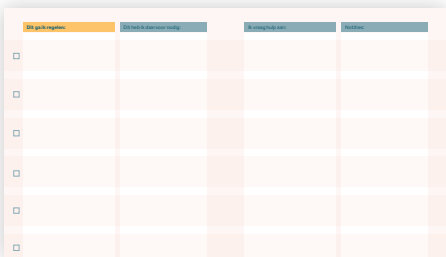 Dit ga ik regelen:
Dit heb ik daarvoor nodig:
Ik vraag hulp aan:
Notities: